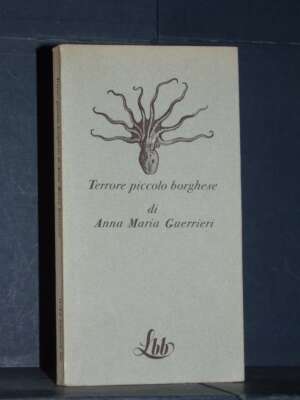 Terrore piccolo borghese
di
Anna Maria Guerrieri
Lbb